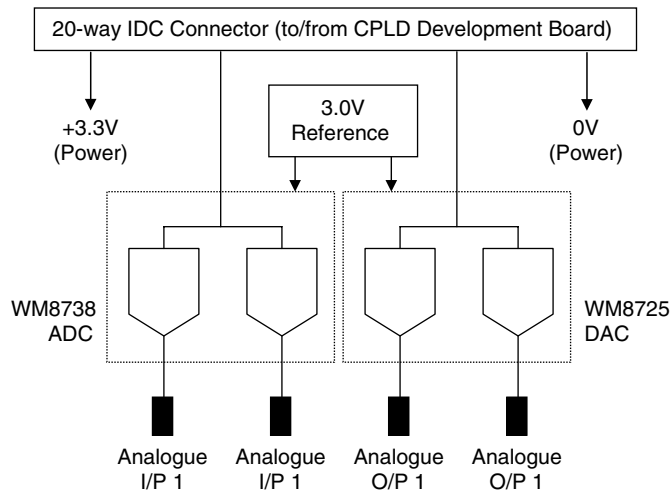 20-way IDC Connector (to/from CPLD Development Board)
+3.3V
(Power)
3.0V
Reference
0V
(Power)
WM8738
ADC
WM8725
DAC
Analogue
I/P 1
Analogue
I/P 1
Analogue
O/P 1
Analogue
O/P 1